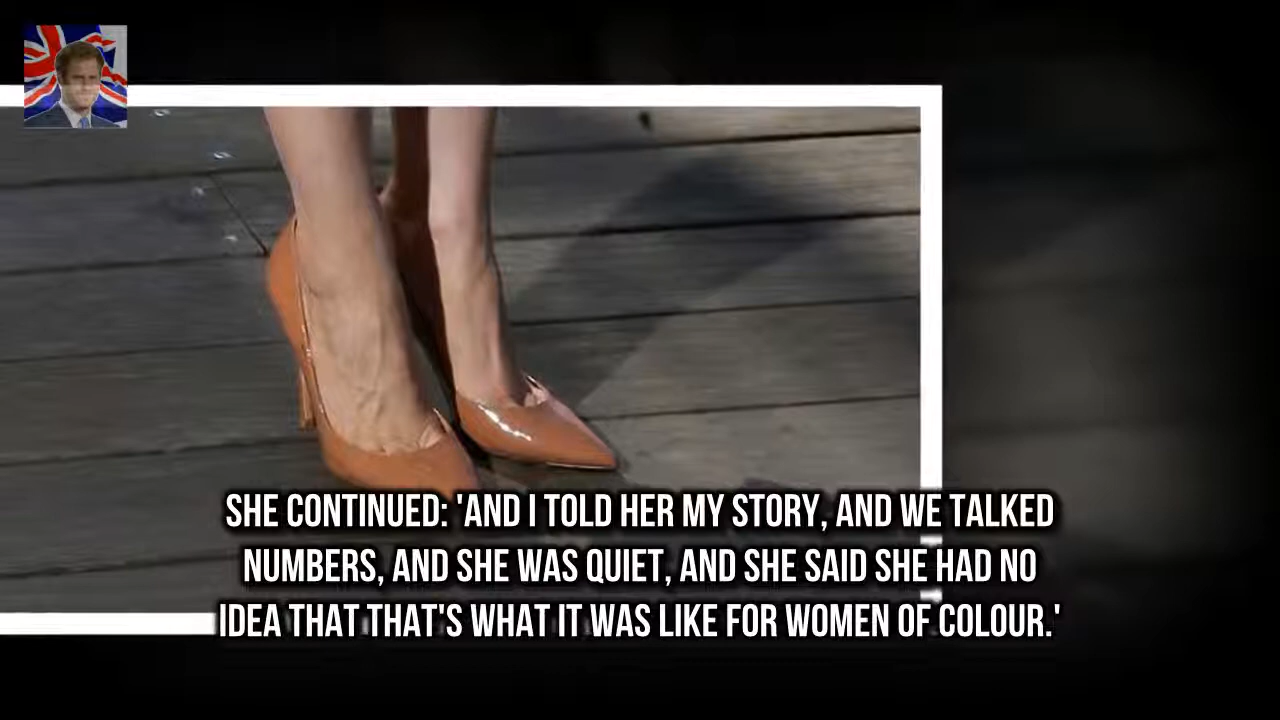 SHE CONTINUED: 'AND I TOLD HER MY STORY, AND WE TALKED
NUMBERS, AND SHE WAS QUIET, AND SHE SAID SHE HAD NO
IDEA THAT THAT'S WHAT IT WAS LIKE FOR WOMEN OF COLOUR.'